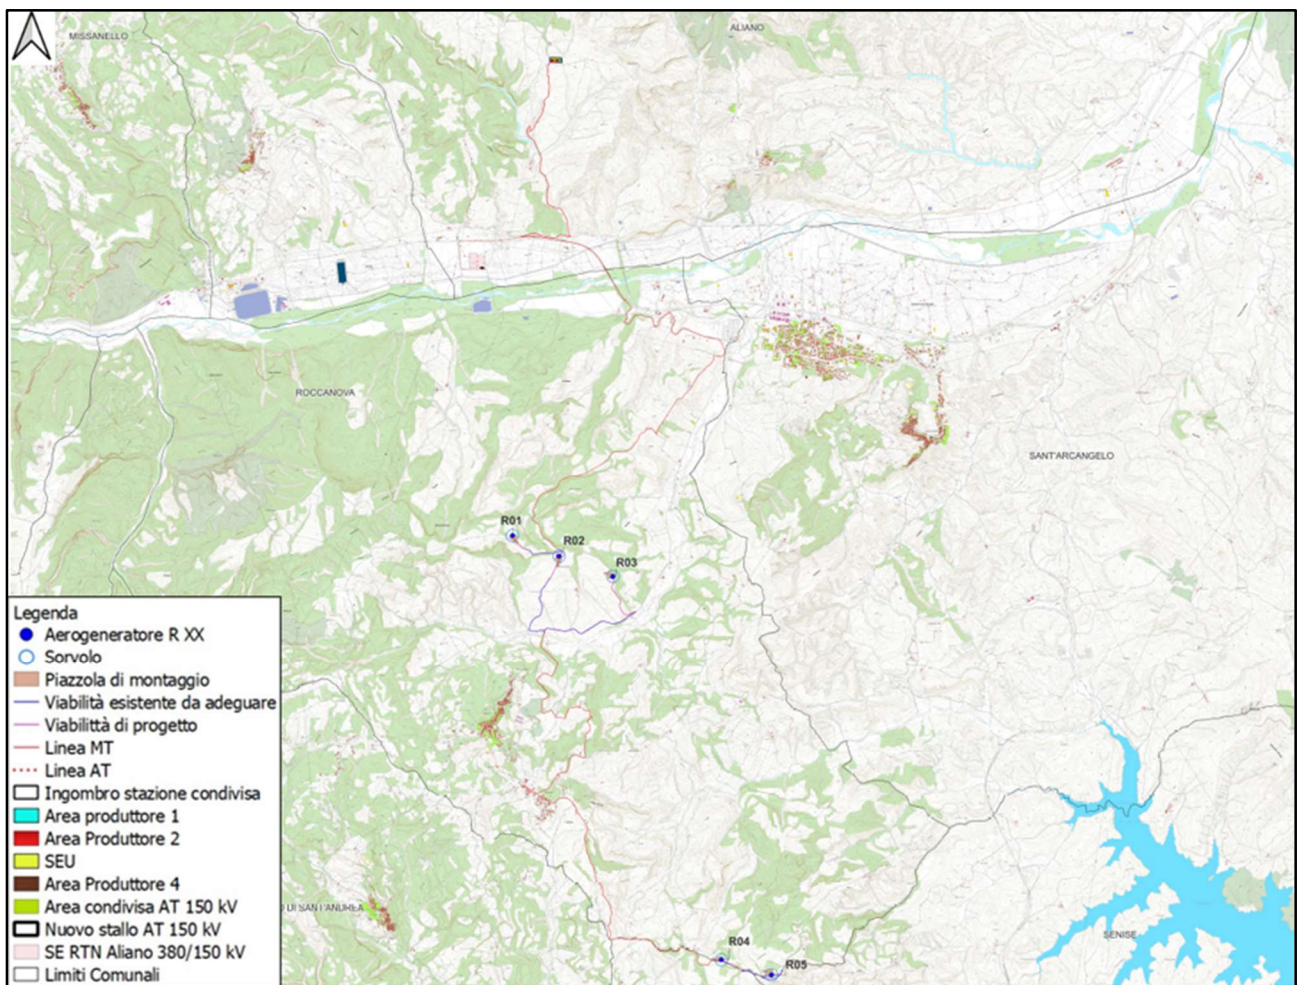 MISSANELLO
ALIANO
ROCCANOVA
SANT'ARCANGELO
R01
R02
R03
O DI SANT'ANDREA
SENISE
R04
R05
Legenda
Aerogeneratore R XX
Sorvolo
Piazzola di montaggio
Viabilità esistente da adeguare
Viabilittà di progetto
Linea MT
Linea AT
Ingombro stazione condivisa
Area produttore 1
Area Produttore 2
SEU
Area Produttore 4
Area condivisa AT 150 kV
Nuovo stallo AT 150 kV
SE RTN Aliano 380/150 kV
Limiti Comunali